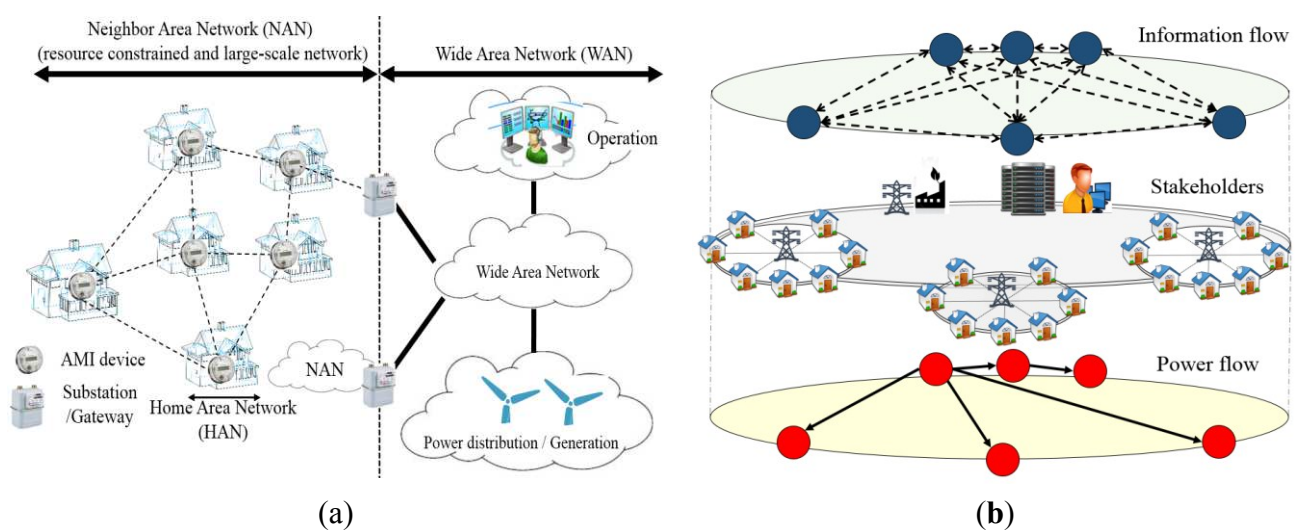 Neighbor Area Network (NAN)
(resource constrained and large-scale network)
Wide Area Network (WAN)
Operation
Wide Area Network
NAN
Power distribution / Generation
AMI device
Substation
/Gateway
Home Area Network
(HAN)
(a)
Information flow
Stakeholders
Power flow
(b)